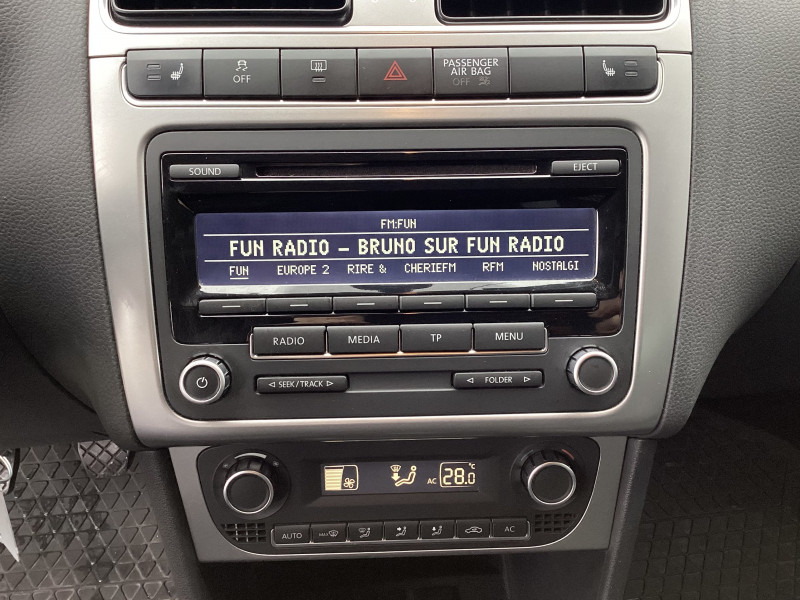 OFF
PASSENGER
AIR BAG
OFF
SOUND
EJECT
FM:FUN
FUN RADIO – BRUNO SUR FUN RADIO
FUN EUROPE 2 RIRE & CHERIEFM RFM NOSTALGI
RADIO MEDIA TP MENU
SEEK/TRACK FOLDER
AC 28.0 °C
AUTO MAX AC